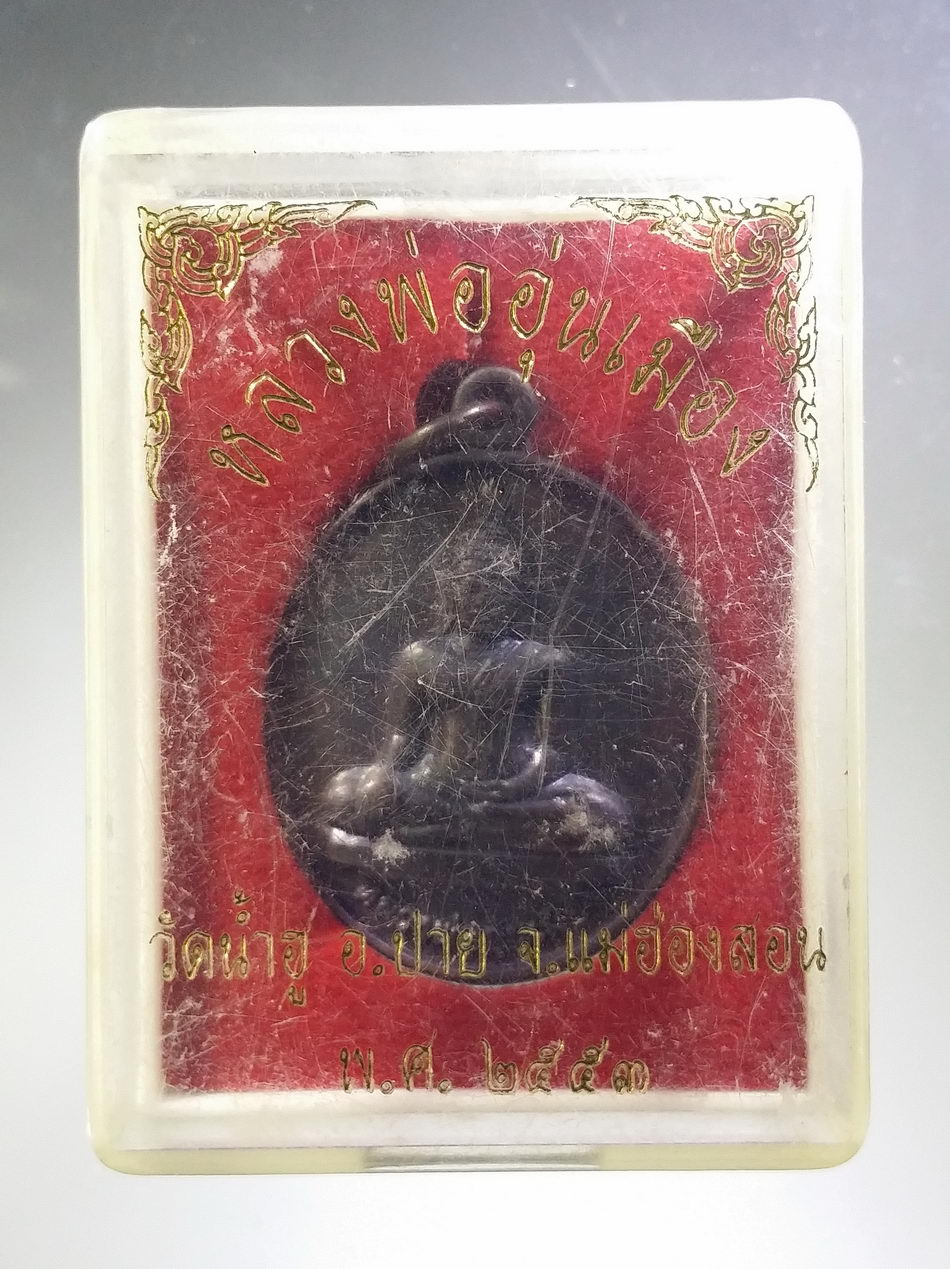 หลวงพ่ออุ่นเมือง
วัดน้ำฮู อ.ปาย จ.แม่ฮ่องสอน
พ.ศ. ๒๕๕๓